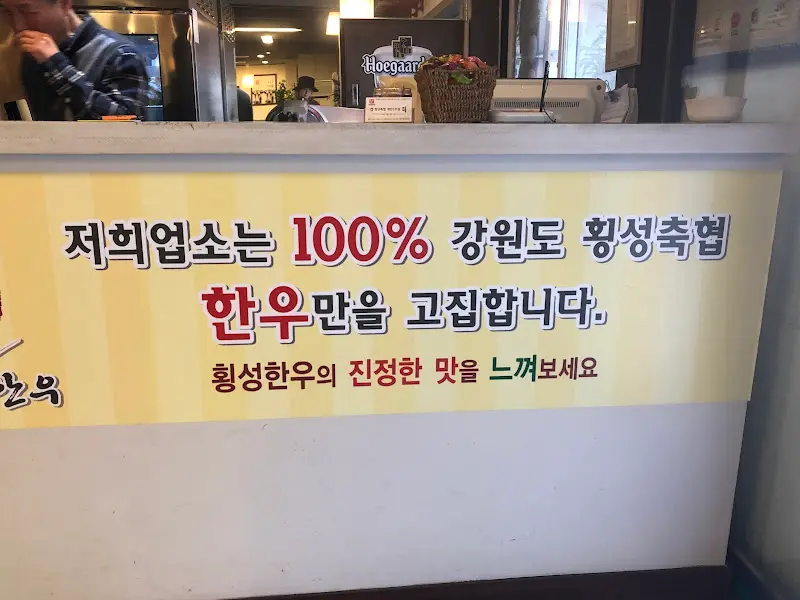 Hoegaarden
저희업소는 100% 강원도 횡성축협
한우만을 고집합니다.
횡성한우의 진정한 맛을 느껴보세요